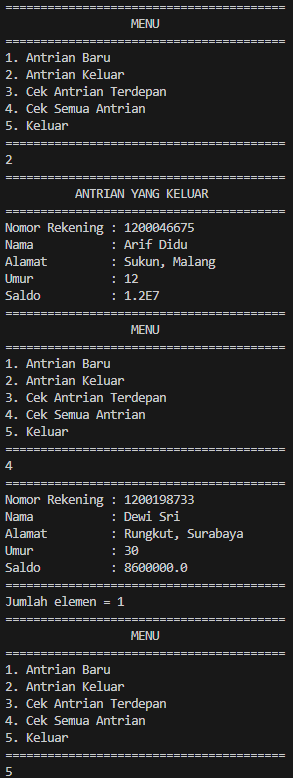 ========================================
                  MENU
========================================
1. Antrian Baru
2. Antrian Keluar
3. Cek Antrian Terdepan
4. Cek Semua Antrian
5. Keluar
========================================
2
========================================
          ANTRIAN YANG KELUAR
========================================
Nomor Rekening : 1200046675
Nama           : Arif Didu
Alamat         : Sukun, Malang
Umur           : 12
Saldo          : 1.2E7
========================================
                  MENU
========================================
1. Antrian Baru
2. Antrian Keluar
3. Cek Antrian Terdepan
4. Cek Semua Antrian
5. Keluar
========================================
4
========================================
Nomor Rekening : 1200198733
Nama           : Dewi Sri
Alamat         : Rungkut, Surabaya
Umur           : 30
Saldo          : 8600000.0
========================================
Jumlah elemen = 1
========================================
                  MENU
========================================
1. Antrian Baru
2. Antrian Keluar
3. Cek Antrian Terdepan
4. Cek Semua Antrian
5. Keluar
========================================
5